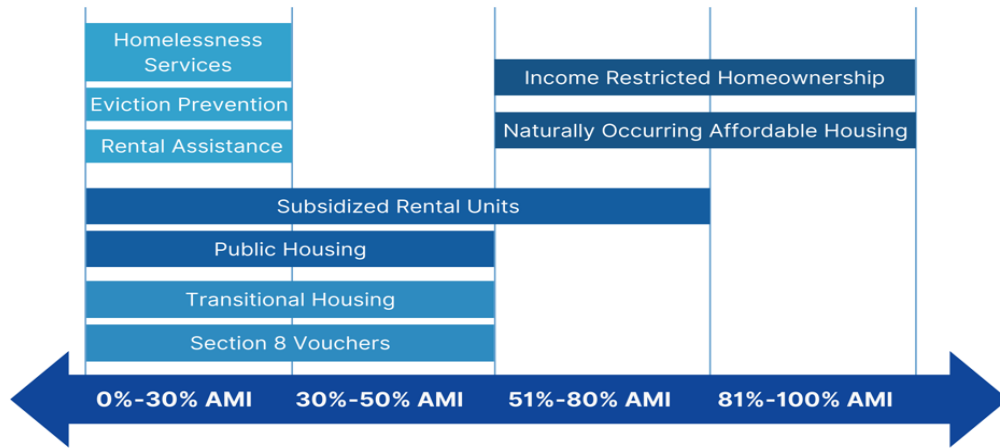 Homelessness
Services
Eviction Prevention
Rental Assistance
Income Restricted Homeownership
Naturally Occurring Affordable Housing
Subsidized Rental Units
Public Housing
Transitional Housing
Section 8 Vouchers
0%-30% AMI 30%-50% AMI 51%-80% AMI 81%-100% AMI